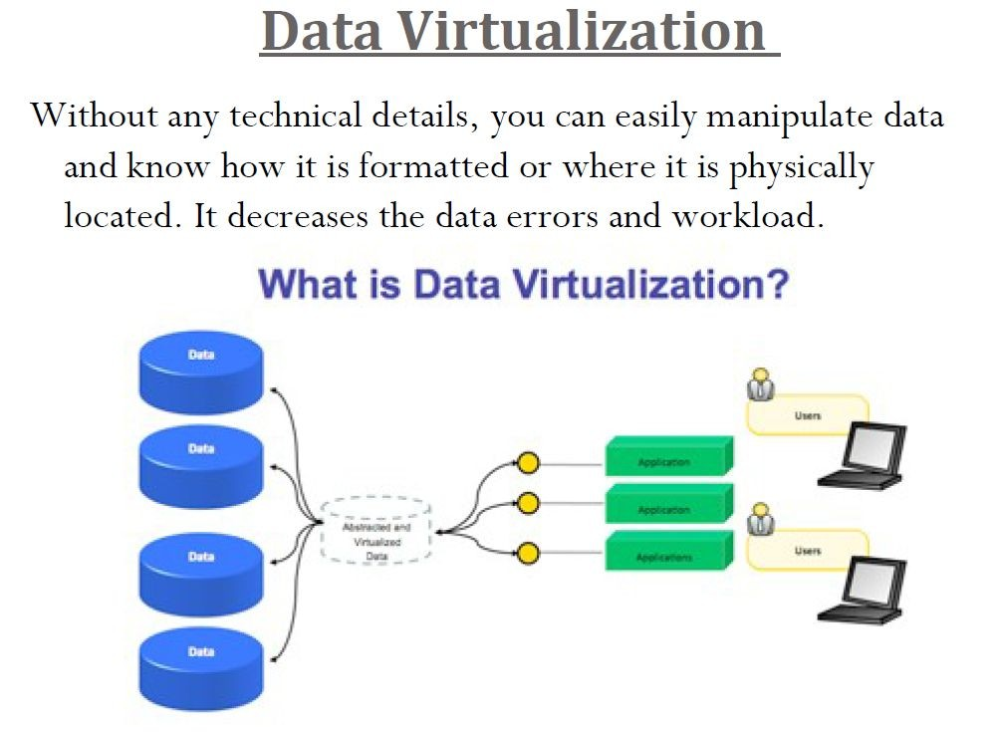 Data Virtualization
Without any technical details, you can easily manipulate data
and know how it is formatted or where it is physically
located. It decreases the data errors and workload.
What is Data Virtualization?
Data
Data
Data
Data
Abstracted and
Virtualized
Data
Application
Application
Applications
Users
Users